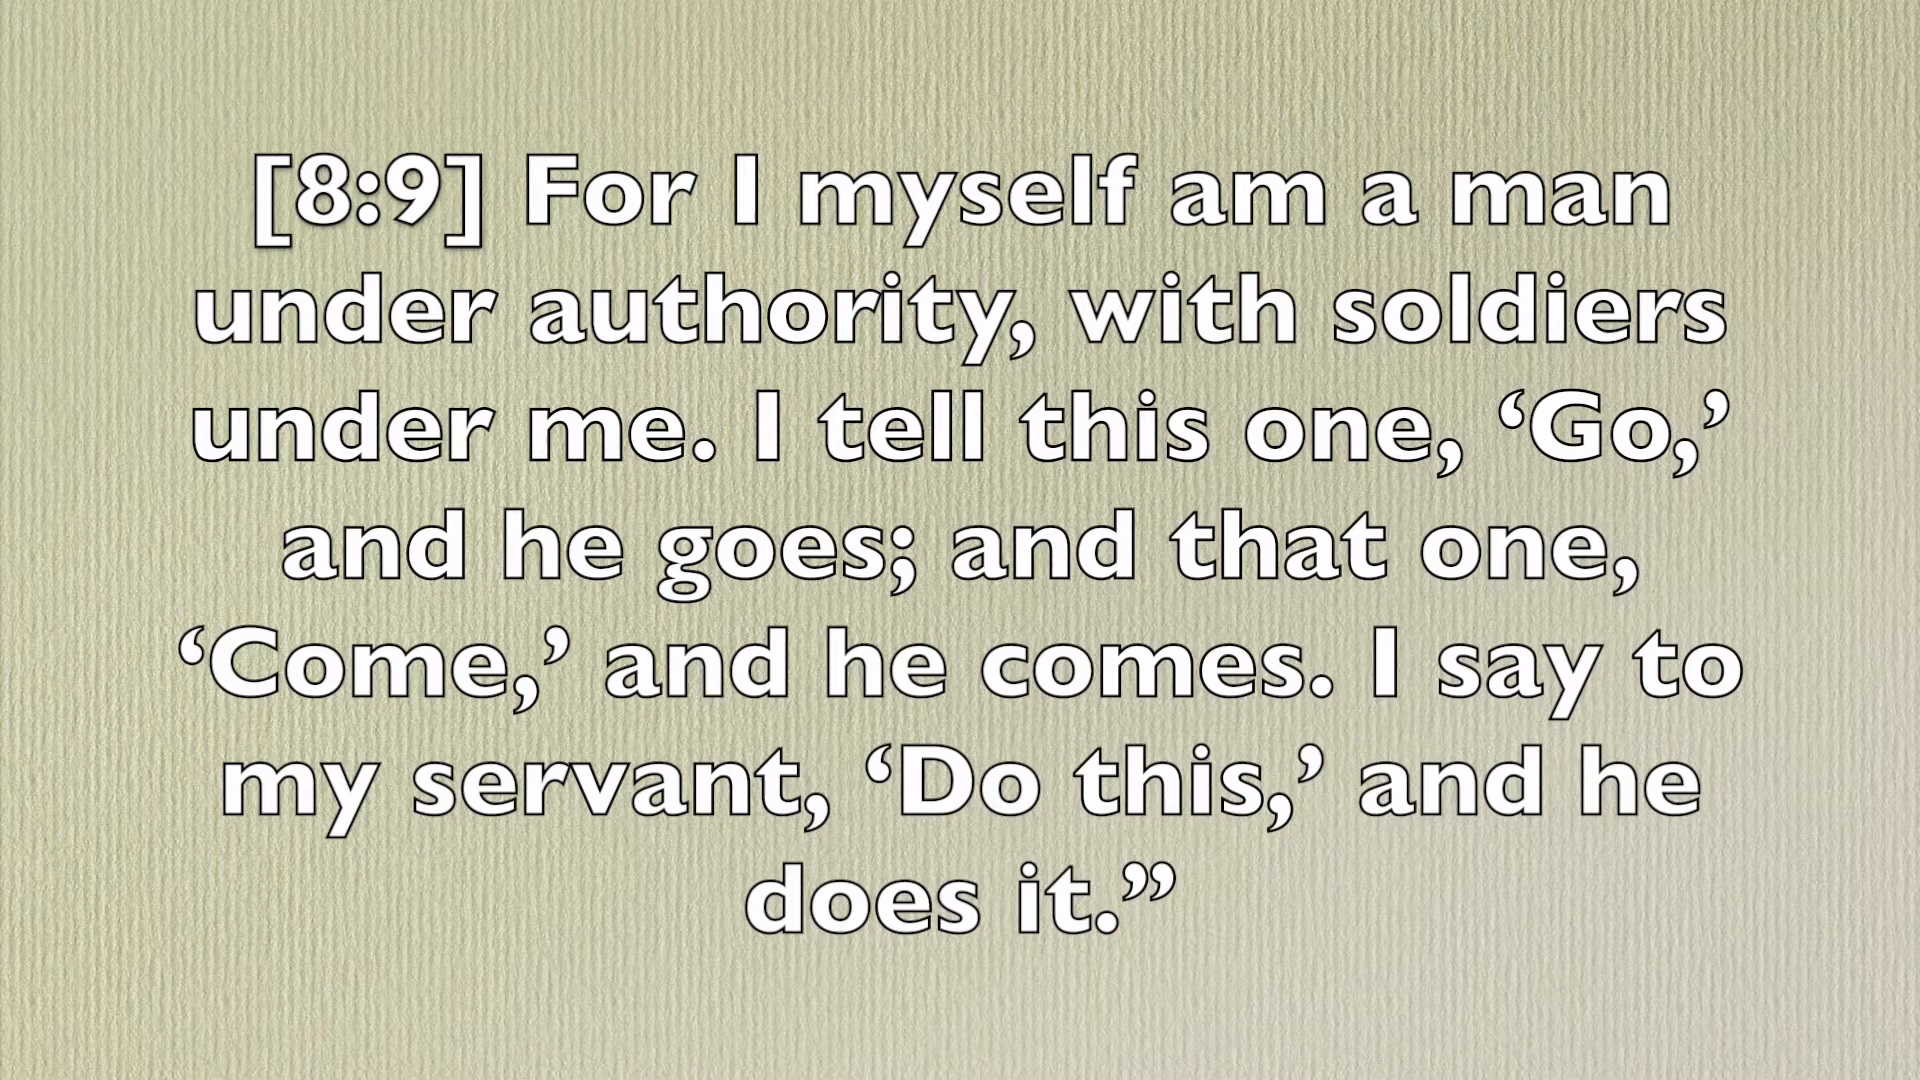 [8:9] For I myself am a man
under authority, with soldiers
under me. I tell this one, ‘Go,’
and he goes; and that one,
‘Come,’ and he comes. I say to
my servant, ‘Do this,’ and he
does it.”